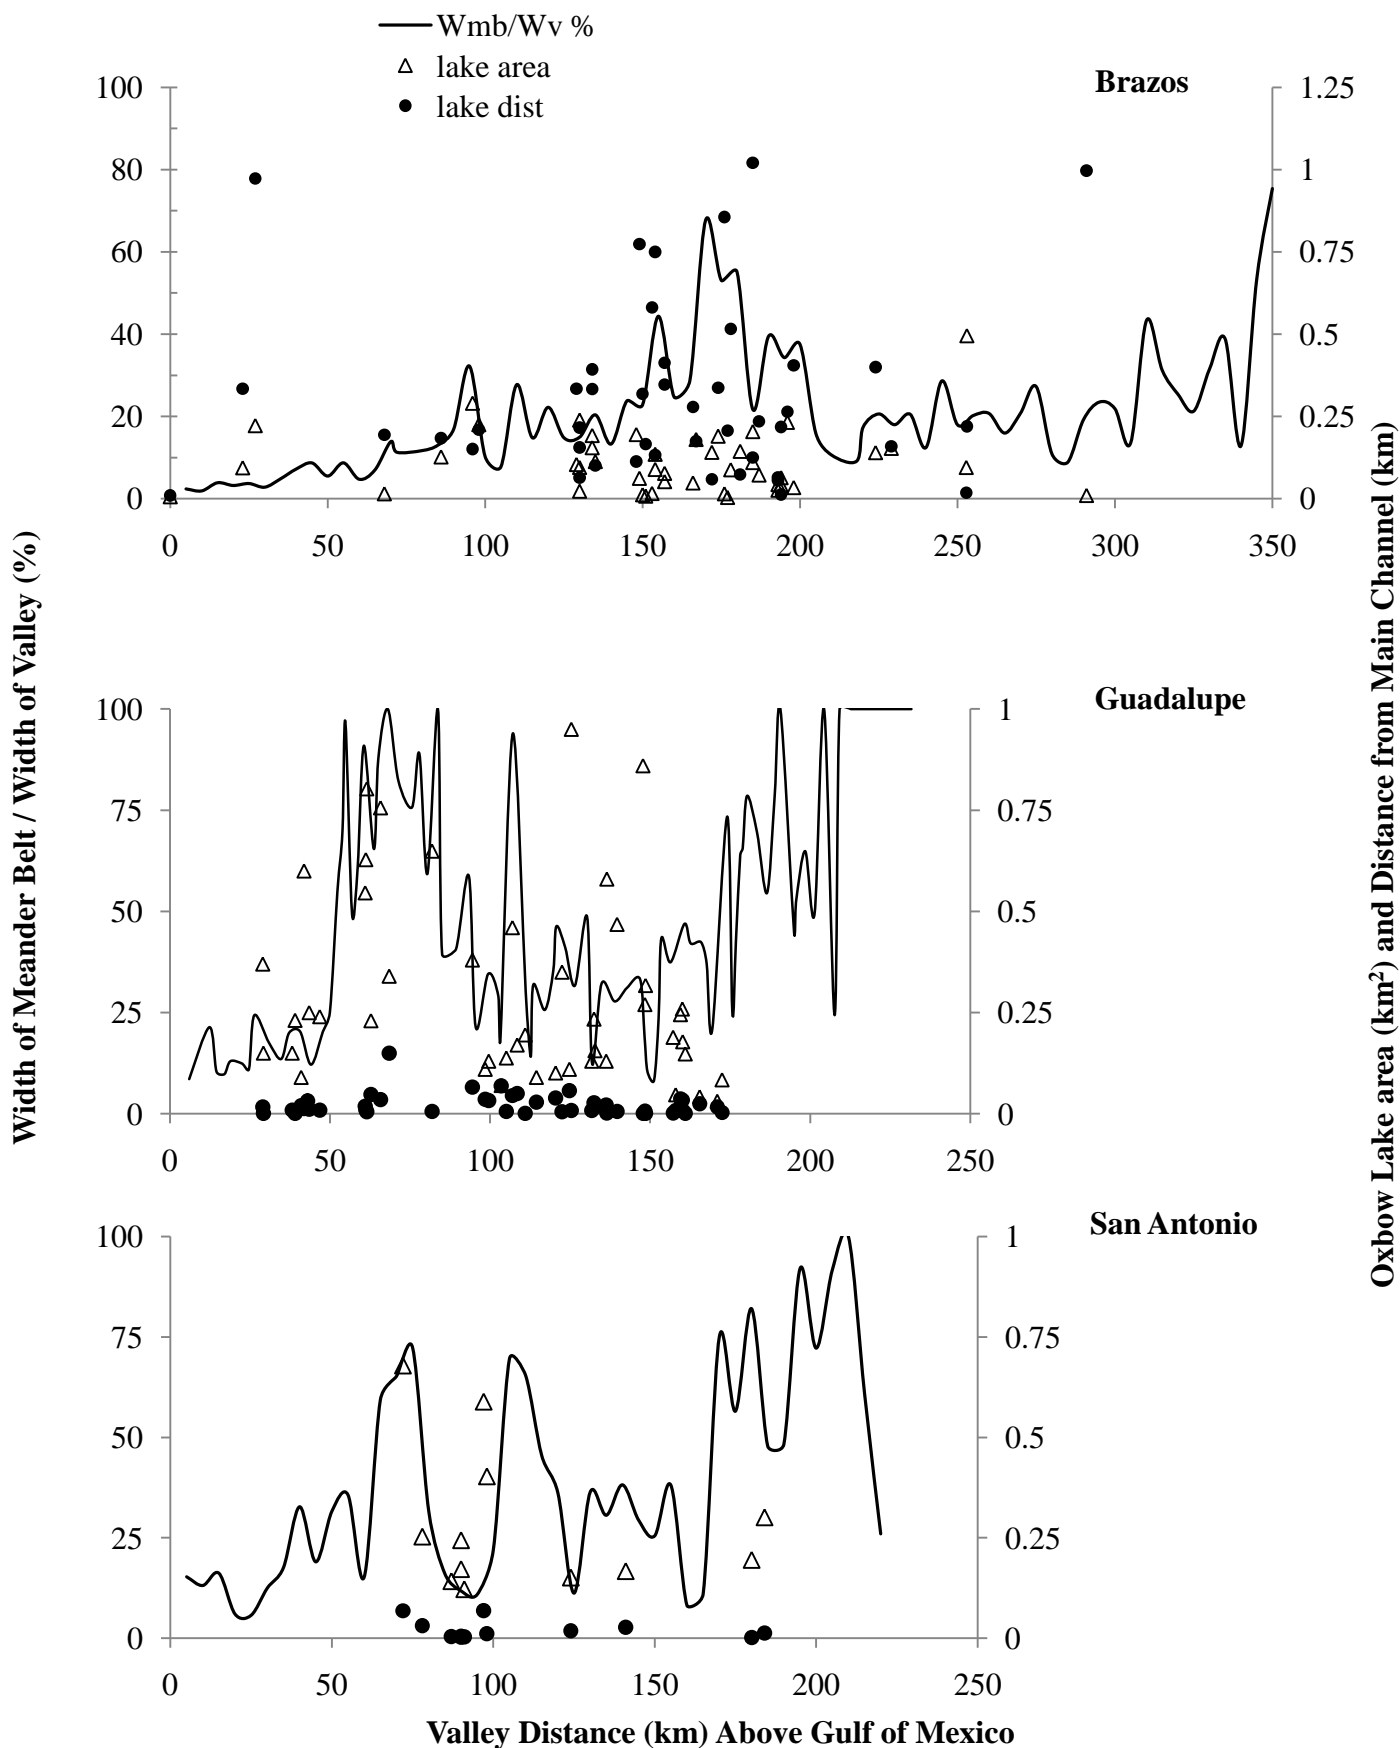 Wmb/Wv %
lake area
lake dist
Brazos
100 1.25
80 1
60 0.75
40 0.5
20 0.25
0 0
0 50 100 150 200 250 300 350
Width of Meander Belt / Width of Valley (%)
Oxbow Lake area (km²) and Distance from Main Channel (km)
Guadalupe
100 1
75 0.75
50 0.5
25 0.25
0 0
0 50 100 150 200 250
San Antonio
100 1
75 0.75
50 0.5
25 0.25
0 0
0 50 100 150 200 250
Valley Distance (km) Above Gulf of Mexico